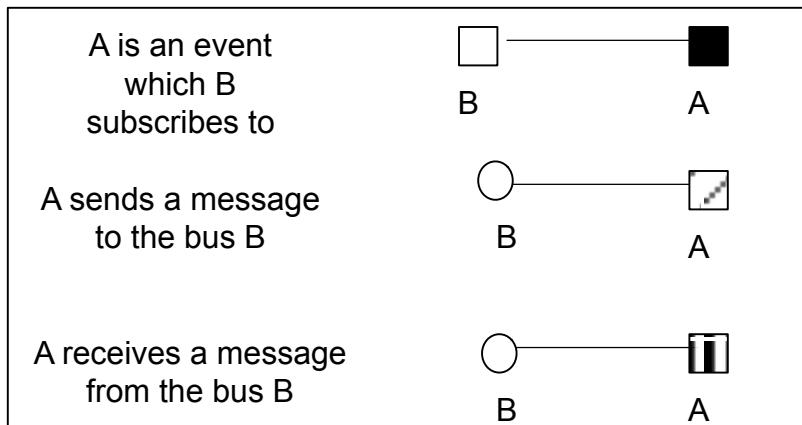 A is an event
which B
subscribes to
B
A
A sends a message
to the bus B
B
A
A receives a message
from the bus B
B
A